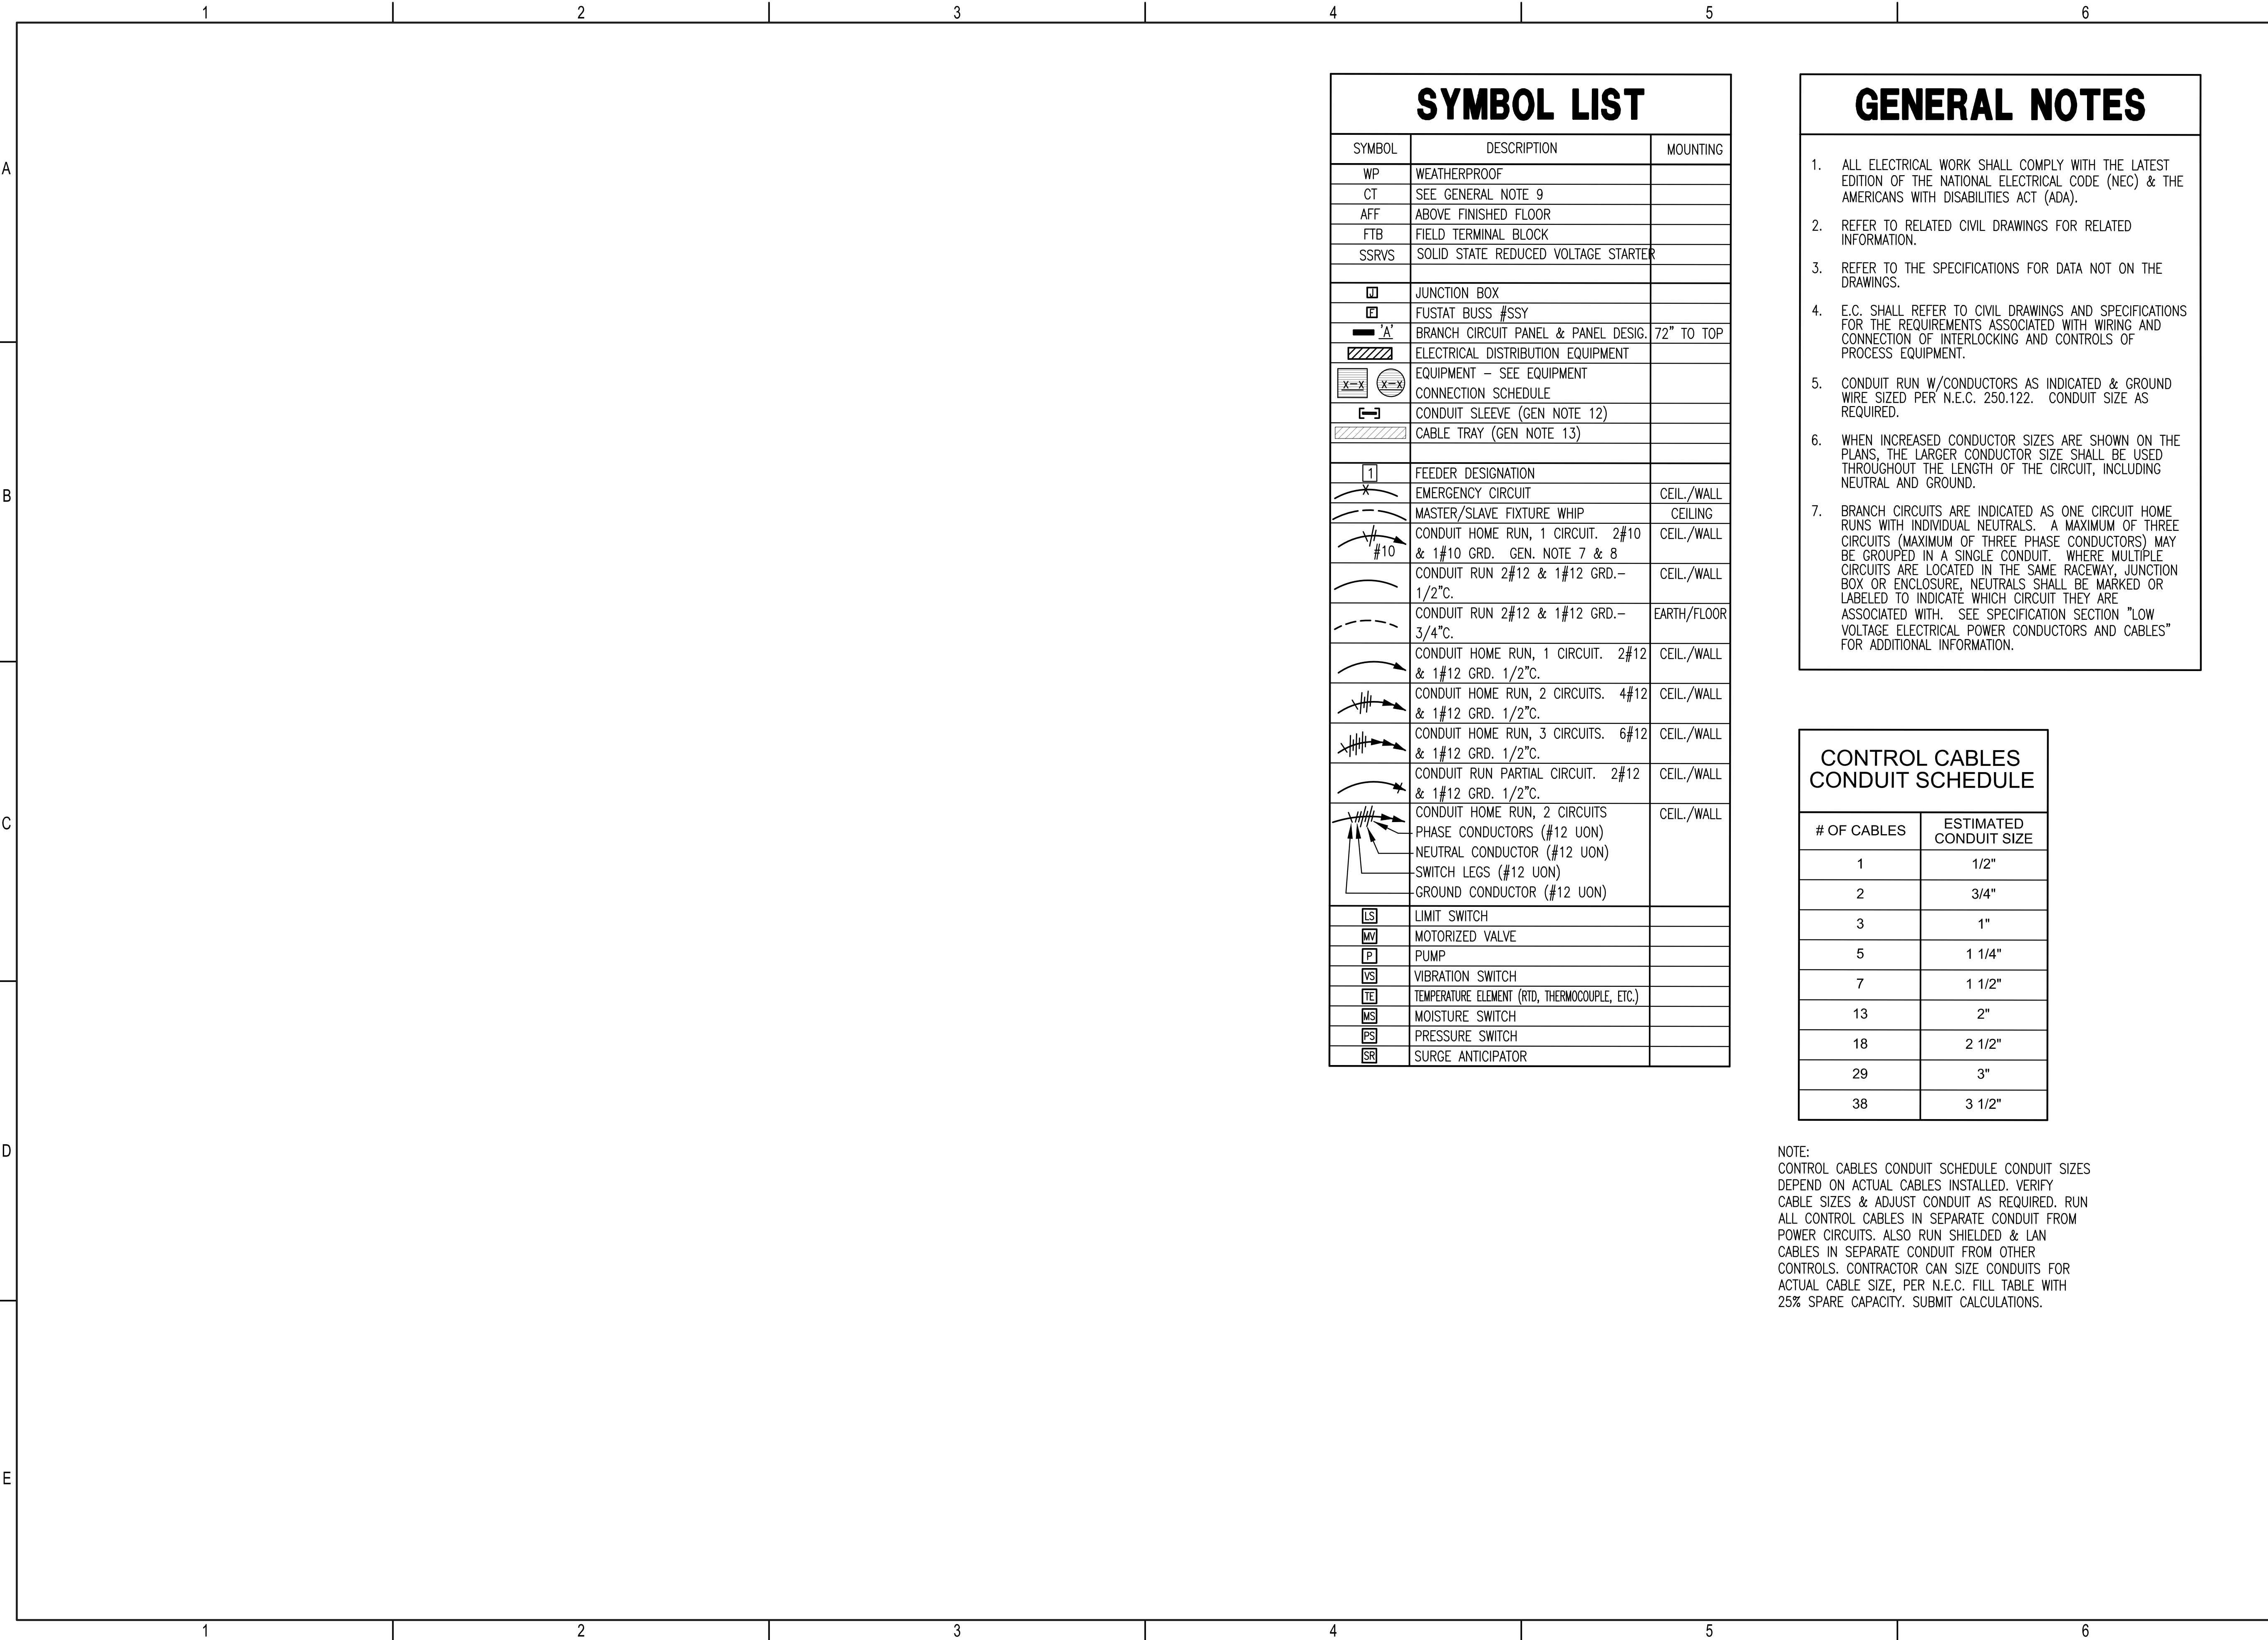 1 2 3 4 5 6
A
B
C
D
E
SYMBOL LIST
SYMBOL DESCRIPTION MOUNTING
WP WEATHERPROOF
CT SEE GENERAL NOTE 9
AFF ABOVE FINISHED FLOOR
FTB FIELD TERMINAL BLOCK
SSRVS SOLID STATE REDUCED VOLTAGE STARTER
J JUNCTION BOX
F FUSTAT BUSS #SSY
'A' BRANCH CIRCUIT PANEL & PANEL DESIG. 72" TO TOP
ELECTRICAL DISTRIBUTION EQUIPMENT
X-X X-X EQUIPMENT – SEE EQUIPMENT
CONNECTION SCHEDULE
CONDUIT SLEEVE (GEN NOTE 12)
CABLE TRAY (GEN NOTE 13)
1 FEEDER DESIGNATION
X EMERGENCY CIRCUIT CEIL./WALL
MASTER/SLAVE FIXTURE WHIP CEILING
CONDUIT HOME RUN, 1 CIRCUIT. 2#10 CEIL./WALL
#10 & 1#10 GRD. GEN. NOTE 7 & 8
CONDUIT RUN 2#12 & 1#12 GRD.– CEIL./WALL
1/2"C.
CONDUIT RUN 2#12 & 1#12 GRD.– EARTH/FLOOR
3/4"C.
CONDUIT HOME RUN, 1 CIRCUIT. 2#12 CEIL./WALL
& 1#12 GRD. 1/2"C.
CONDUIT HOME RUN, 2 CIRCUITS. 4#12 CEIL./WALL
& 1#12 GRD. 1/2"C.
CONDUIT HOME RUN, 3 CIRCUITS. 6#12 CEIL./WALL
& 1#12 GRD. 1/2"C.
CONDUIT RUN PARTIAL CIRCUIT. 2#12 CEIL./WALL
& 1#12 GRD. 1/2"C.
CONDUIT HOME RUN, 2 CIRCUITS CEIL./WALL
PHASE CONDUCTORS (#12 UON)
NEUTRAL CONDUCTOR (#12 UON)
SWITCH LEGS (#12 UON)
GROUND CONDUCTOR (#12 UON)
LS LIMIT SWITCH
MV MOTORIZED VALVE
P PUMP
VS VIBRATION SWITCH
TE TEMPERATURE ELEMENT (RTD, THERMOCOUPLE, ETC.)
MS MOISTURE SWITCH
PS PRESSURE SWITCH
SR SURGE ANTICIPATOR
GENERAL NOTES
1. ALL ELECTRICAL WORK SHALL COMPLY WITH THE LATEST
EDITION OF THE NATIONAL ELECTRICAL CODE (NEC) & THE
AMERICANS WITH DISABILITIES ACT (ADA).
2. REFER TO RELATED CIVIL DRAWINGS FOR RELATED
INFORMATION.
3. REFER TO THE SPECIFICATIONS FOR DATA NOT ON THE
DRAWINGS.
4. E.C. SHALL REFER TO CIVIL DRAWINGS AND SPECIFICATIONS
FOR THE REQUIREMENTS ASSOCIATED WITH WIRING AND
CONNECTION OF INTERLOCKING AND CONTROLS OF
PROCESS EQUIPMENT.
5. CONDUIT RUN W/CONDUCTORS AS INDICATED & GROUND
WIRE SIZED PER N.E.C. 250.122. CONDUIT SIZE AS
REQUIRED.
6. WHEN INCREASED CONDUCTOR SIZES ARE SHOWN ON THE
PLANS, THE LARGER CONDUCTOR SIZE SHALL BE USED
THROUGHOUT THE LENGTH OF THE CIRCUIT, INCLUDING
NEUTRAL AND GROUND.
7. BRANCH CIRCUITS ARE INDICATED AS ONE CIRCUIT HOME
RUNS WITH INDIVIDUAL NEUTRALS. A MAXIMUM OF THREE
CIRCUITS (MAXIMUM OF THREE PHASE CONDUCTORS) MAY
BE GROUPED IN A SINGLE CONDUIT. WHERE MULTIPLE
CIRCUITS ARE LOCATED IN THE SAME RACEWAY, JUNCTION
BOX OR ENCLOSURE, NEUTRALS SHALL BE MARKED OR
LABELED TO INDICATE WHICH CIRCUIT THEY ARE
ASSOCIATED WITH. SEE SPECIFICATION SECTION "LOW
VOLTAGE ELECTRICAL POWER CONDUCTORS AND CABLES"
FOR ADDITIONAL INFORMATION.
CONTROL CABLES
CONDUIT SCHEDULE
# OF CABLES ESTIMATED
CONDUIT SIZE
1 1/2"
2 3/4"
3 1"
5 1 1/4"
7 1 1/2"
13 2"
18 2 1/2"
29 3"
38 3 1/2"
NOTE:
CONTROL CABLES CONDUIT SCHEDULE CONDUIT SIZES
DEPEND ON ACTUAL CABLES INSTALLED. VERIFY
CABLE SIZES & ADJUST CONDUIT AS REQUIRED. RUN
ALL CONTROL CABLES IN SEPARATE CONDUIT FROM
POWER CIRCUITS. ALSO RUN SHIELDED & LAN
CABLES IN SEPARATE CONDUIT FROM OTHER
CONTROLS. CONTRACTOR CAN SIZE CONDUITS FOR
ACTUAL CABLE SIZE, PER N.E.C. FILL TABLE WITH
25% SPARE CAPACITY. SUBMIT CALCULATIONS.
1 2 3 4 5 6